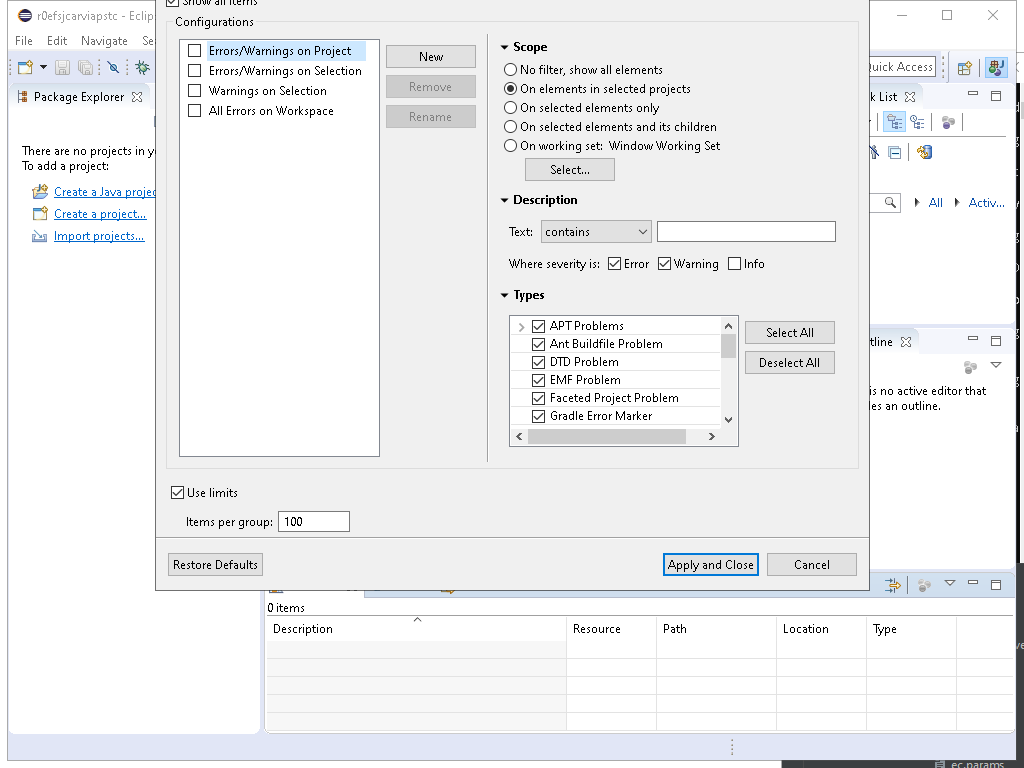 r0efsjcarviapstc - Eclip
Show all items
File Edit Navigate Se
Configurations
Errors/Warnings on Project
Errors/Warnings on Selection
Warnings on Selection
All Errors on Workspace
New
Remove
Rename
Scope
No filter, show all elements
On elements in selected projects
On selected elements only
On selected elements and its children
On working set: Window Working Set
Select...
Description
Text: contains
Where severity is: Error Warning Info
Types
APT Problems
Ant Buildfile Problem
DTD Problem
EMF Problem
Faceted Project Problem
Gradle Error Marker
Select All
Deselect All
Use limits
Items per group: 100
Restore Defaults
Apply and Close
Cancel
Package Explorer
There are no projects in y
To add a project:
Create a Java projec
Create a project...
Import projects...
Quick Access
k List
All Activ...
tline
is no active editor that
des an outline.
0 items
Description Resource Path Location Type
ec.params